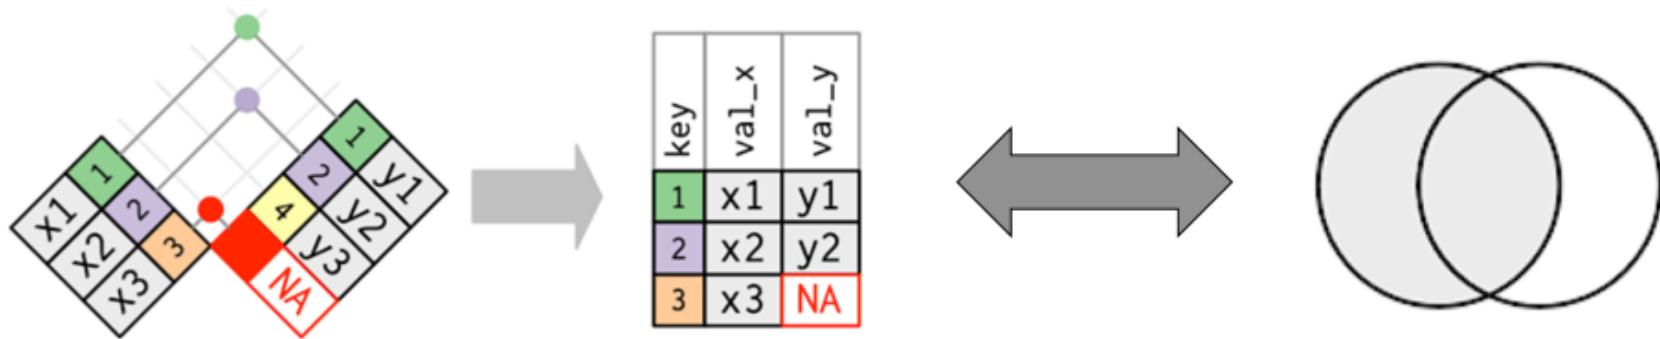 1 x1
2 x2
3 x3
1 y1
2 y2
4 y3
NA
key val_x val_y
1 x1 y1
2 x2 y2
3 x3 NA